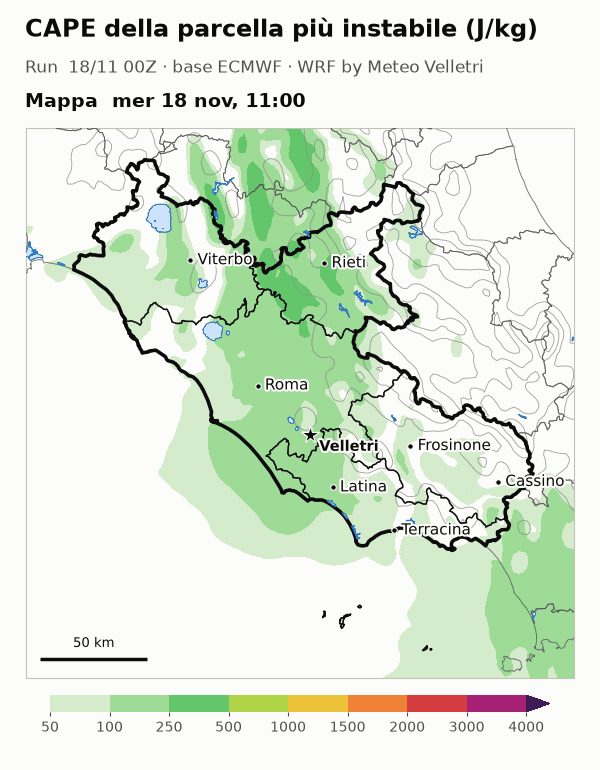 CAPE della parcella più instabile (J/kg)
Run 18/11 00Z · base ECMWF · WRF by Meteo Velletri
Mappa mer 18 nov, 11:00
Viterbo
Rieti
Roma
Velletri
Frosinone
Latina
Cassino
Terracina
50 km
50 100 250 500 1000 1500 2000 3000 4000